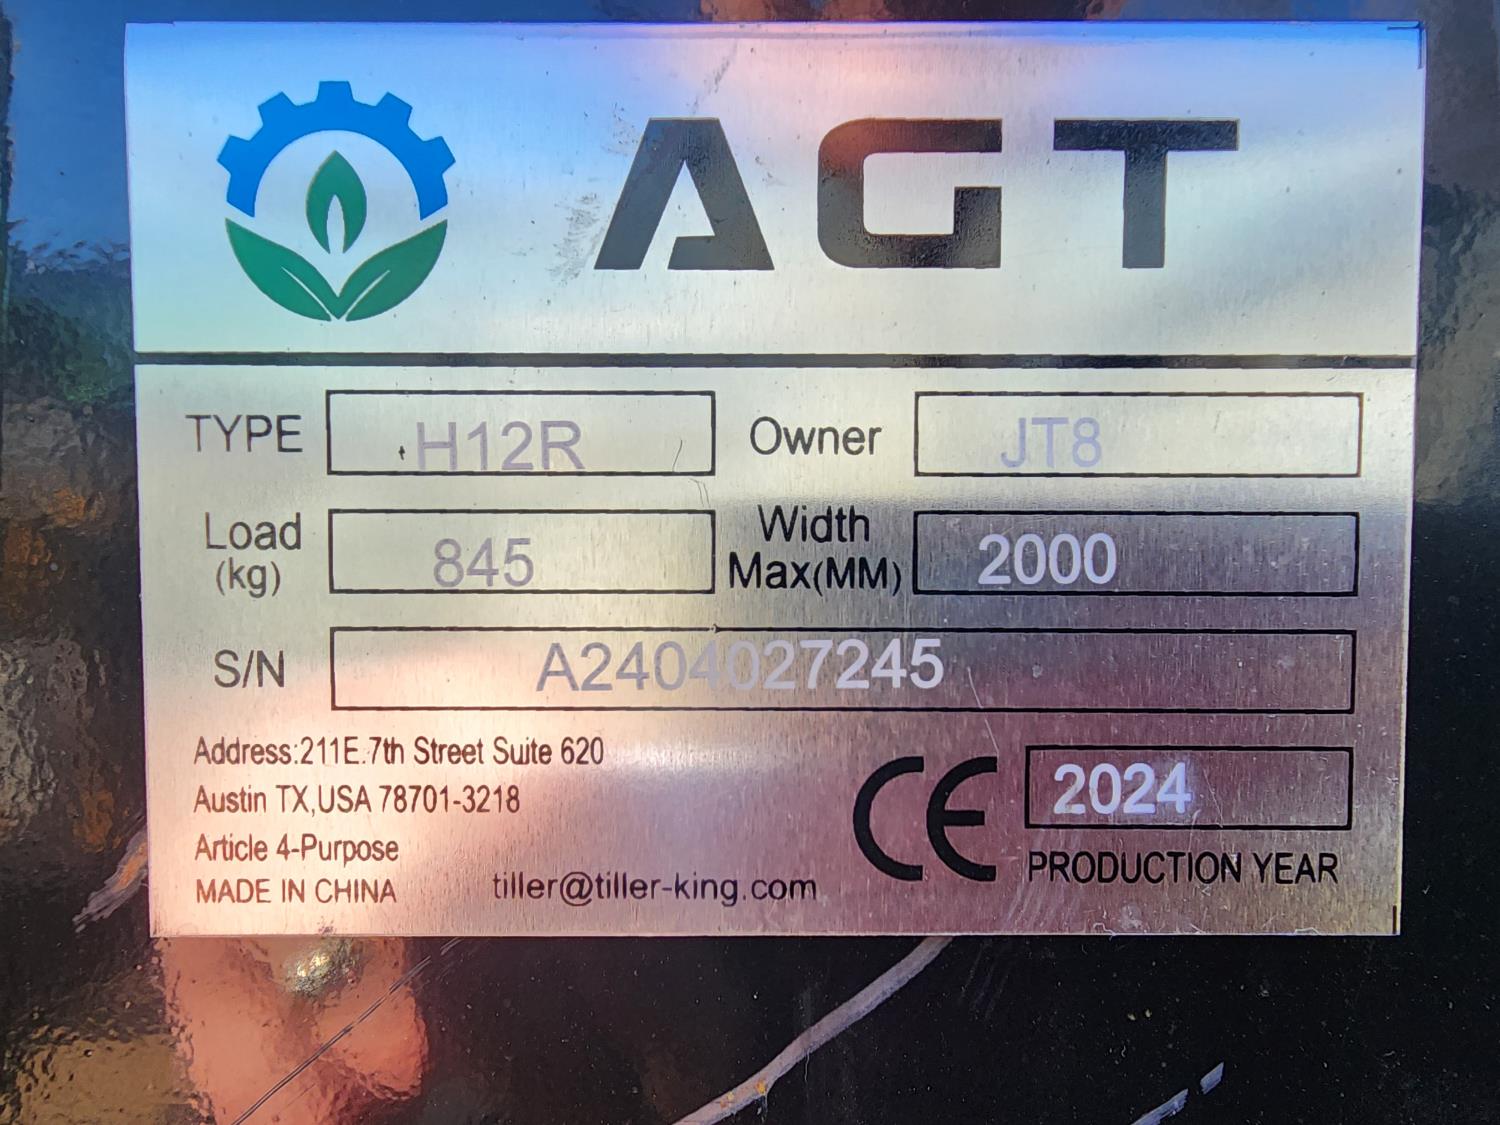 AGT
TYPE H12R Owner JT8
Load (kg) 845 Width Max(MM) 2000
S/N A2404027245
Address:211E.7th Street Suite 620
Austin TX,USA 78701-3218
Article 4-Purpose
MADE IN CHINA tiller@tiller-king.com
CE 2024
PRODUCTION YEAR